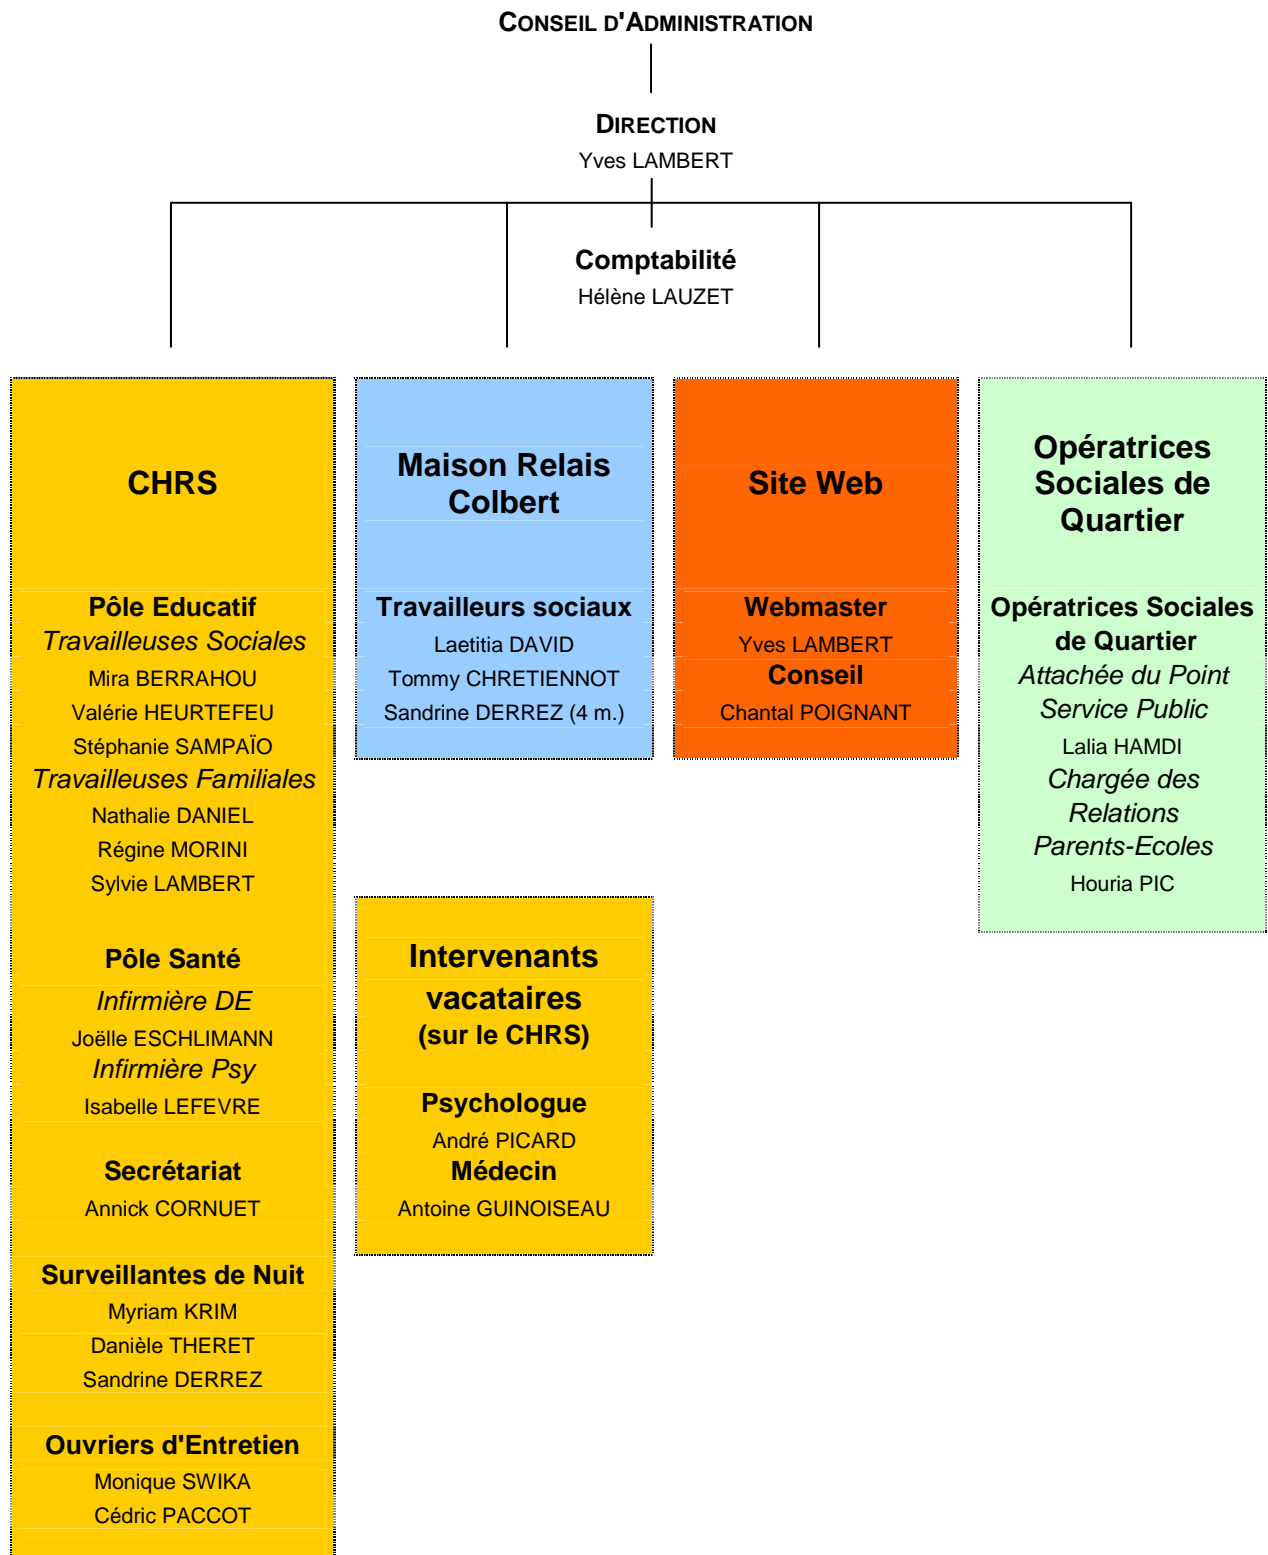 CONSEIL D'ADMINISTRATION
DIRECTION
Yves LAMBERT
Comptabilité
Hélène LAUZET
CHRS
Pôle Educatif
Travailleuses Sociales
Mira BERRAHOU
Valérie HEURTEFEU
Stéphanie SAMPAÏO
Travailleuses Familiales
Nathalie DANIEL
Régine MORINI
Sylvie LAMBERT
Pôle Santé
Infirmière DE
Joëlle ESCHLIMANN
Infirmière Psy
Isabelle LEFEVRE
Secrétariat
Annick CORNUET
Surveillantes de Nuit
Myriam KRIM
Danièle THERET
Sandrine DERREZ
Ouvriers d'Entretien
Monique SWIKA
Cédric PACCOT
Maison Relais
Colbert
Travailleurs sociaux
Laetitia DAVID
Tommy CHRETIENNOT
Sandrine DERREZ (4 m.)
Intervenants
vacataires
(sur le CHRS)
Psychologue
André PICARD
Médecin
Antoine GUINOISEAU
Site Web
Webmaster
Yves LAMBERT
Conseil
Chantal POIGNANT
Opératrices
Sociales de
Quartier
Opératrices Sociales
de Quartier
Attachée du Point
Service Public
Lalia HAMDI
Chargée des
Relations
Parents-Ecoles
Houria PIC